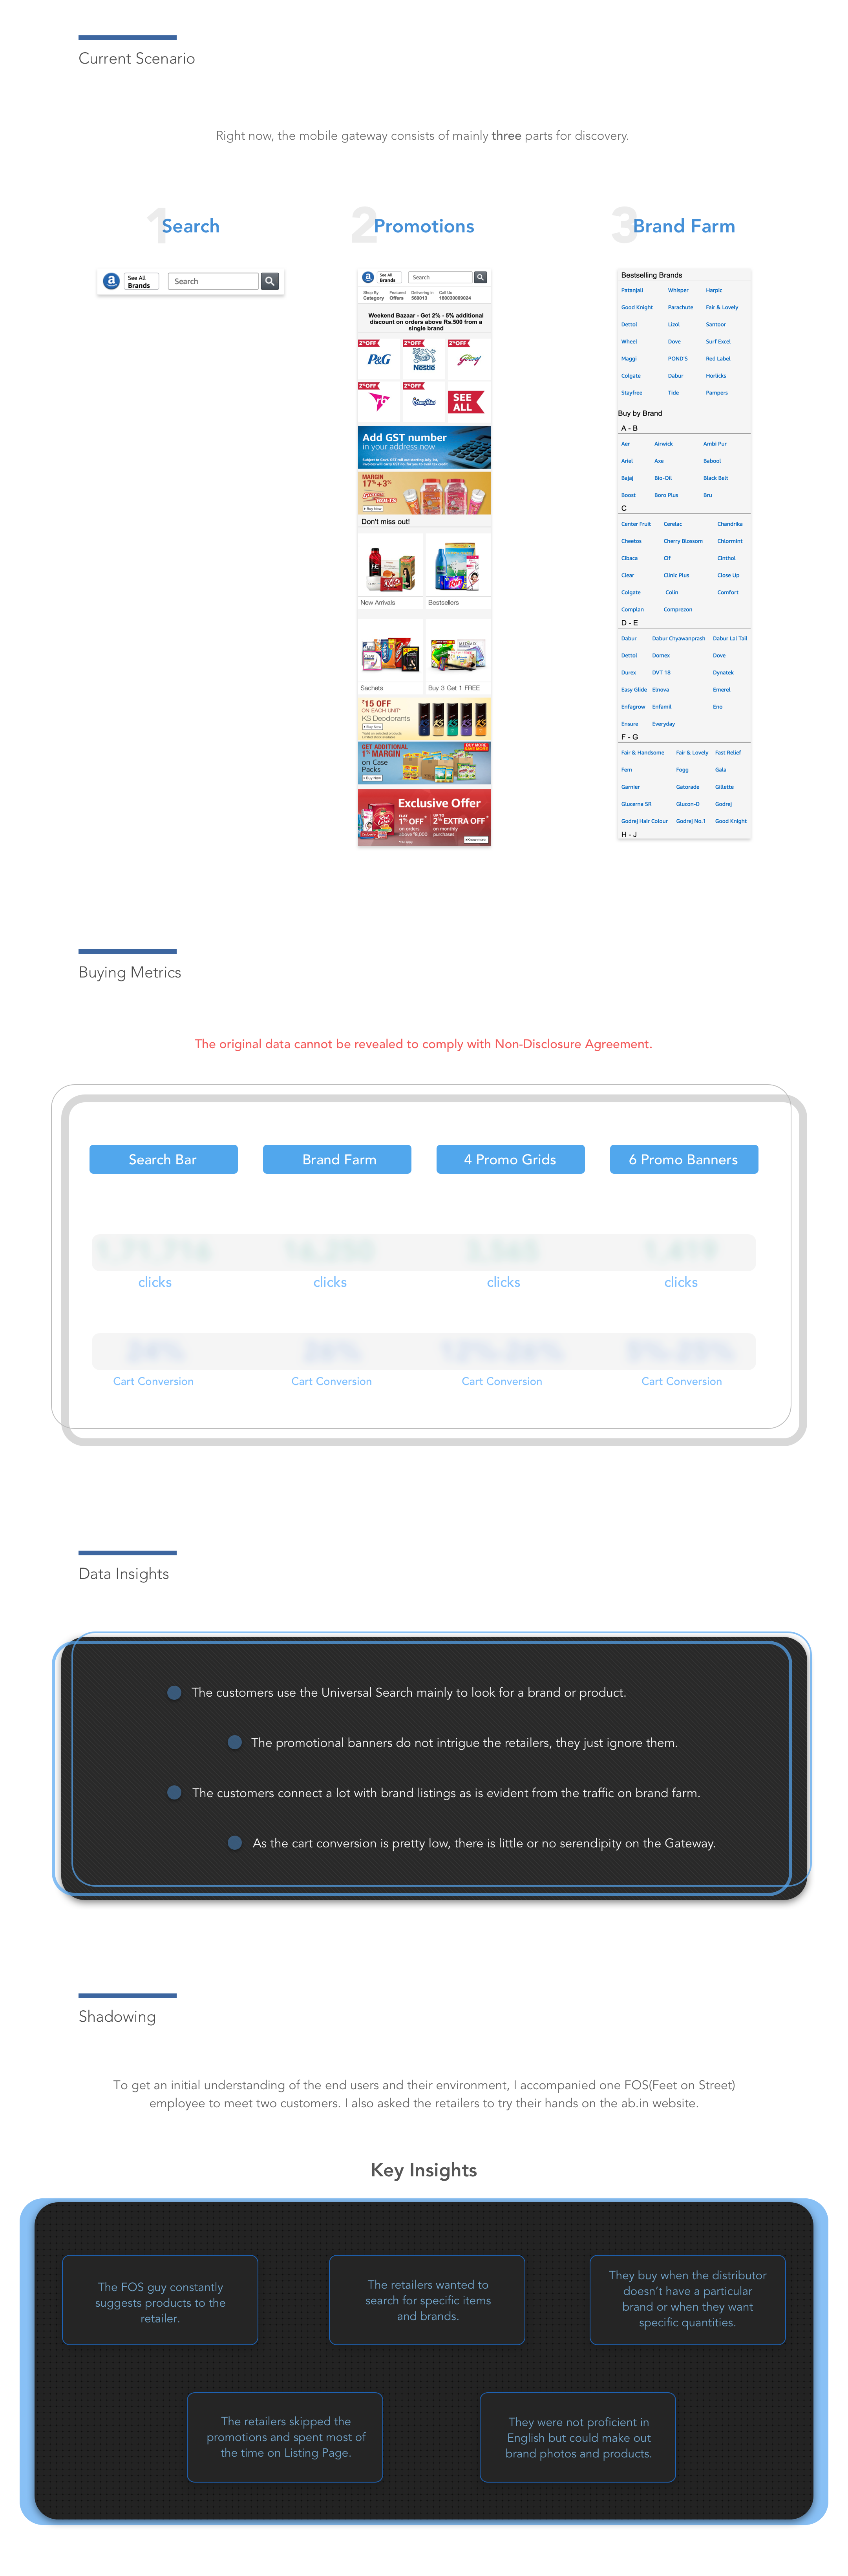 Current Scenario
Right now, the mobile gateway consists of mainly three parts for discovery.
1 Search
2 Promotions
3 Brand Farm
a
See All
Brands
Search
a
See All
Brands
Search
Shop By Featured Delivering in Call Us
Category Offers 560013 180030009024
Weekend Bazaar - Get 2% - 5% additional
discount on orders above Rs.500 from a
single brand
2%OFF 2%OFF 2%OFF
P&G Nestle Godrej
2%OFF 2%OFF
SEE
ALL
Add GST number
in your address now
MARGIN
17%+3%
Buy Now
Don't miss out!
New Arrivals Bestsellers
Sachets Buy 3 Get 1 FREE
₹15 OFF
ON EACH UNIT*
KS Deodorants
Buy Now
GET ADDITIONAL
1% MARGIN
on Case
Packs
Buy Now
BUY MORE
SAVE MORE
Exclusive Offer
FLAT
1% OFF*
on orders
above ₹8,000
UP TO
2% EXTRA OFF*
on monthly
purchases
Know more
Bestselling Brands
Patanjali Whisper Harpic
Good Knight Parachute Fair & Lovely
Dettol Lizol Santoor
Wheel Dove Surf Excel
Maggi POND'S Red Label
Colgate Dabur Horlicks
Stayfree Tide Pampers
Buy by Brand
A - B
Aer Airwick Ambi Pur
Ariel Axe Babool
Bajaj Bio-Oil Black Belt
Boost Boro Plus Bru
C
Center Fruit Cerelac Chandrika
Cheetos Cherry Blossom Chlormint
Cibaca Cif Cinthol
Clear Clinic Plus Close Up
Colgate Colin Comfort
Complan Comprezon
D - E
Dabur Dabur Chyawanprash Dabur Lal Tail
Dettol Domex Dove
Durex DVT 18 Dynatek
Easy Glide Elnova Emerel
Enfagrow Enfamil Eno
Ensure Everyday
F - G
Fair & Handsome Fair & Lovely Fast Relief
Fem Fogg Gala
Garnier Gatorade Gillette
Glucerna SR Glucon-D Godrej
Godrej Hair Colour Godrej No.1 Good Knight
H - J
Buying Metrics
The original data cannot be revealed to comply with Non-Disclosure Agreement.
Search Bar Brand Farm 4 Promo Grids 6 Promo Banners
clicks clicks clicks clicks
Cart Conversion Cart Conversion Cart Conversion Cart Conversion
Data Insights
The customers use the Universal Search mainly to look for a brand or product.
The promotional banners do not intrigue the retailers, they just ignore them.
The customers connect a lot with brand listings as is evident from the traffic on brand farm.
As the cart conversion is pretty low, there is little or no serendipity on the Gateway.
Shadowing
To get an initial understanding of the end users and their environment, I accompanied one FOS(Feet on Street)
employee to meet two customers. I also asked the retailers to try their hands on the ab.in website.
Key Insights
The FOS guy constantly
suggests products to the
retailer.
The retailers wanted to
search for specific items
and brands.
They buy when the distributor
doesn't have a particular
brand or when they want
specific quantities.
The retailers skipped the
promotions and spent most of
the time on Listing Page.
They were not proficient in
English but could make out
brand photos and products.